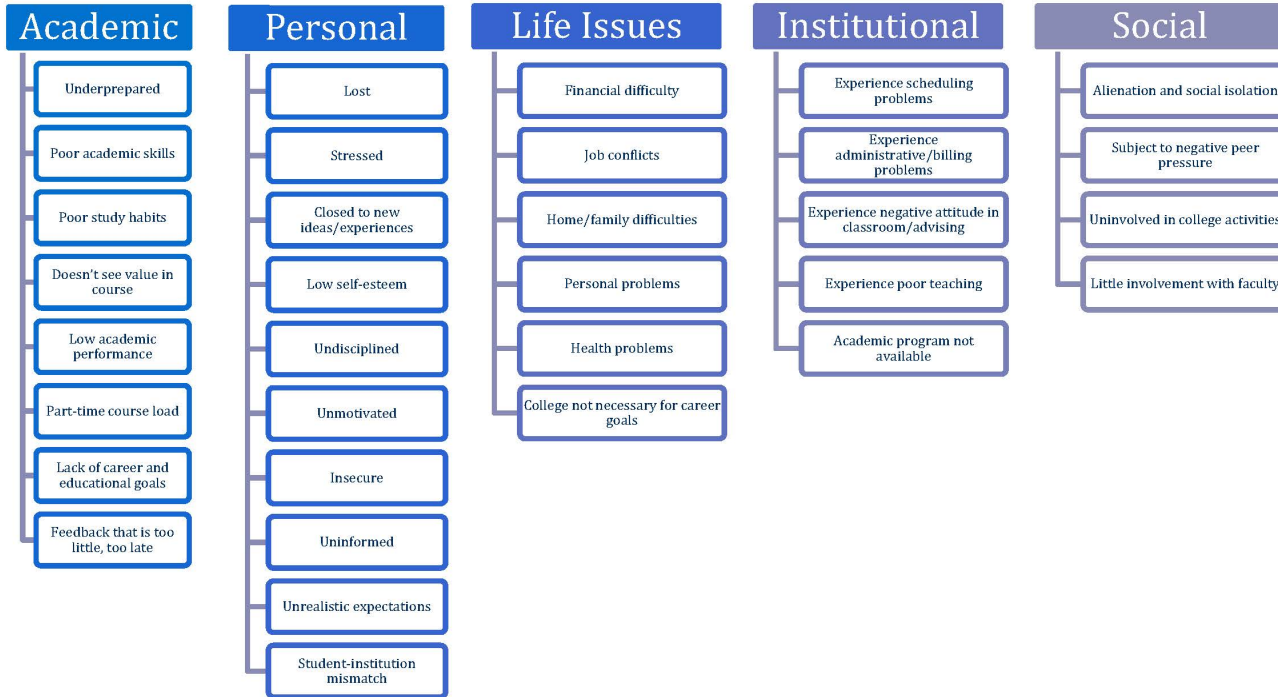 Academic
Underprepared
Poor academic skills
Poor study habits
Doesn't see value in
course
Low academic
performance
Part-time course load
Lack of career and
educational goals
Feedback that is too
little, too late
Personal
Lost
Stressed
Closed to new
ideas/experiences
Low self-esteem
Undisciplined
Unmotivated
Insecure
Uninformed
Unrealistic expectations
Student-institution
mismatch
Life Issues
Financial difficulty
Job conflicts
Home/family difficulties
Personal problems
Health problems
College not necessary for career
goals
Institutional
Experience scheduling
problems
Experience
administrative/billing
problems
Experience negative attitude in
classroom/advising
Experience poor teaching
Academic program not
available
Social
Alienation and social isolation
Subject to negative peer
pressure
Uninvolved in college activities
Little involvement with faculty